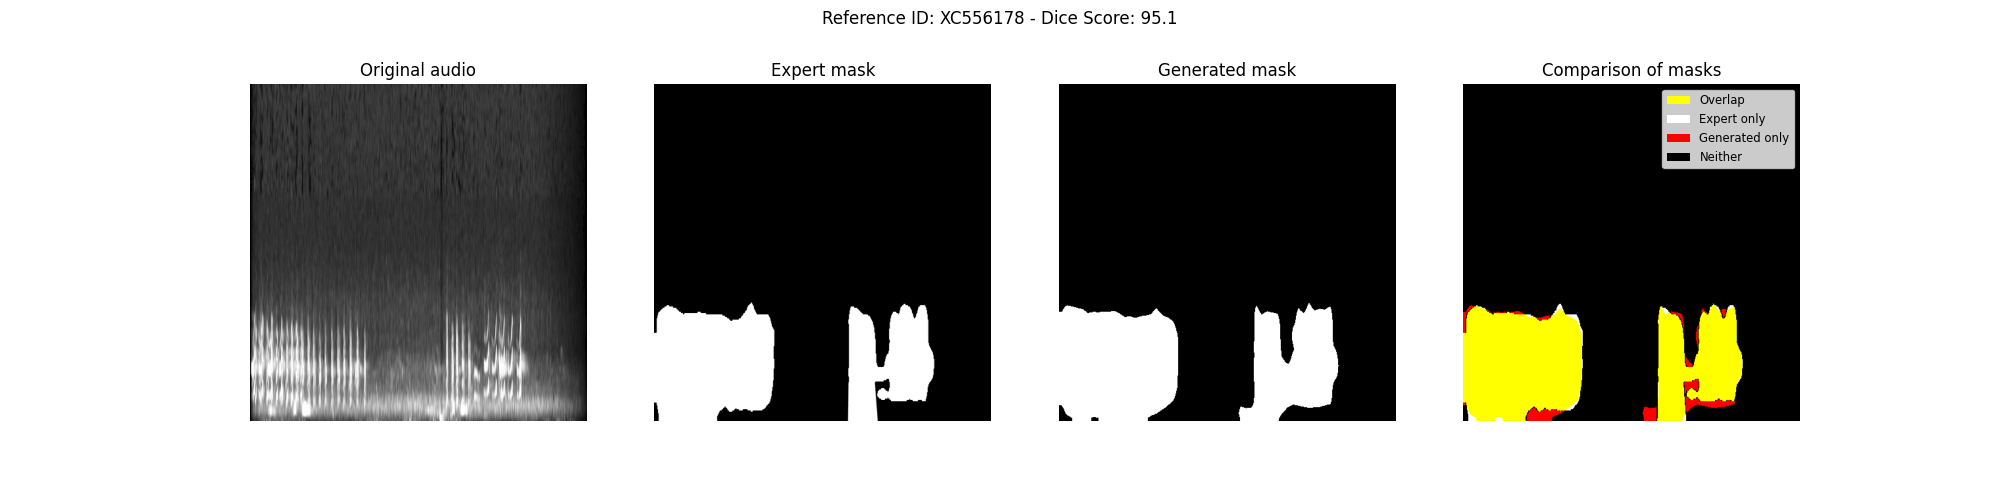 Reference ID: XC556178 - Dice Score: 95.1
Original audio
Expert mask
Generated mask
Comparison of masks
Overlap
Expert only
Generated only
Neither